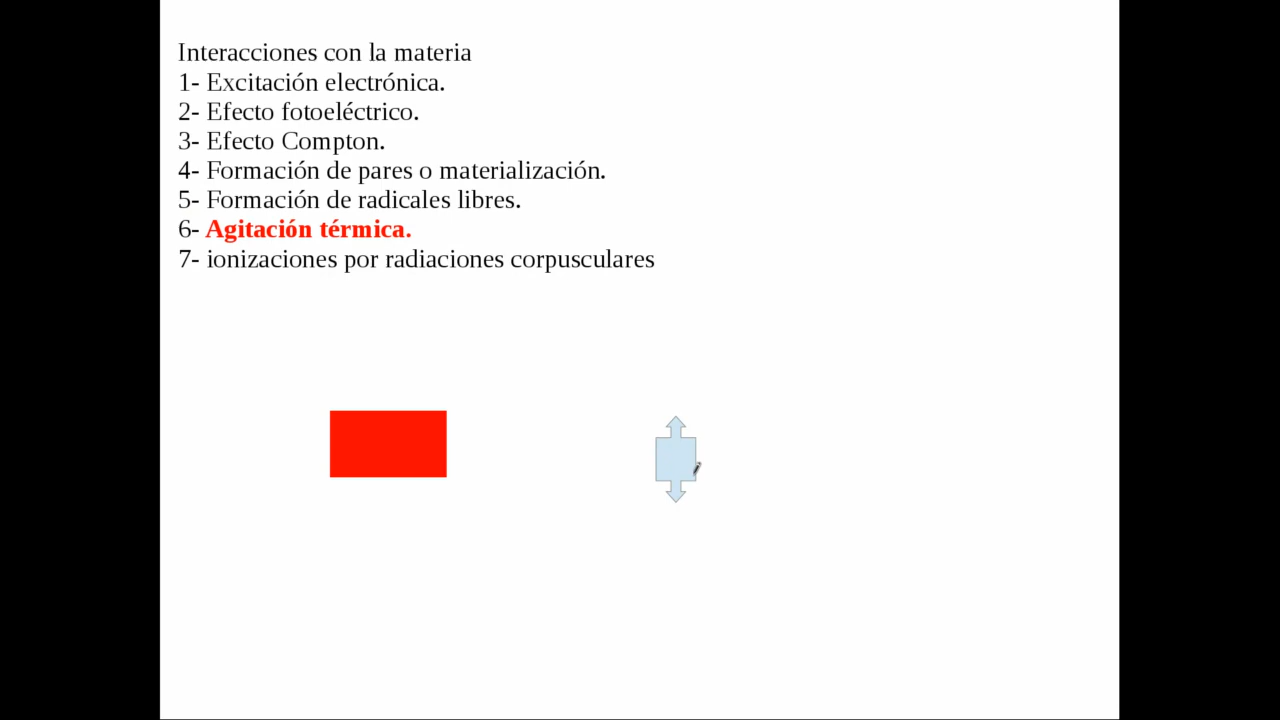 Interacciones con la materia
1- Excitación electrónica.
2- Efecto fotoeléctrico.
3- Efecto Compton.
4- Formación de pares o materialización.
5- Formación de radicales libres.
6- Agitación térmica.
7- ionizaciones por radiaciones corpusculares